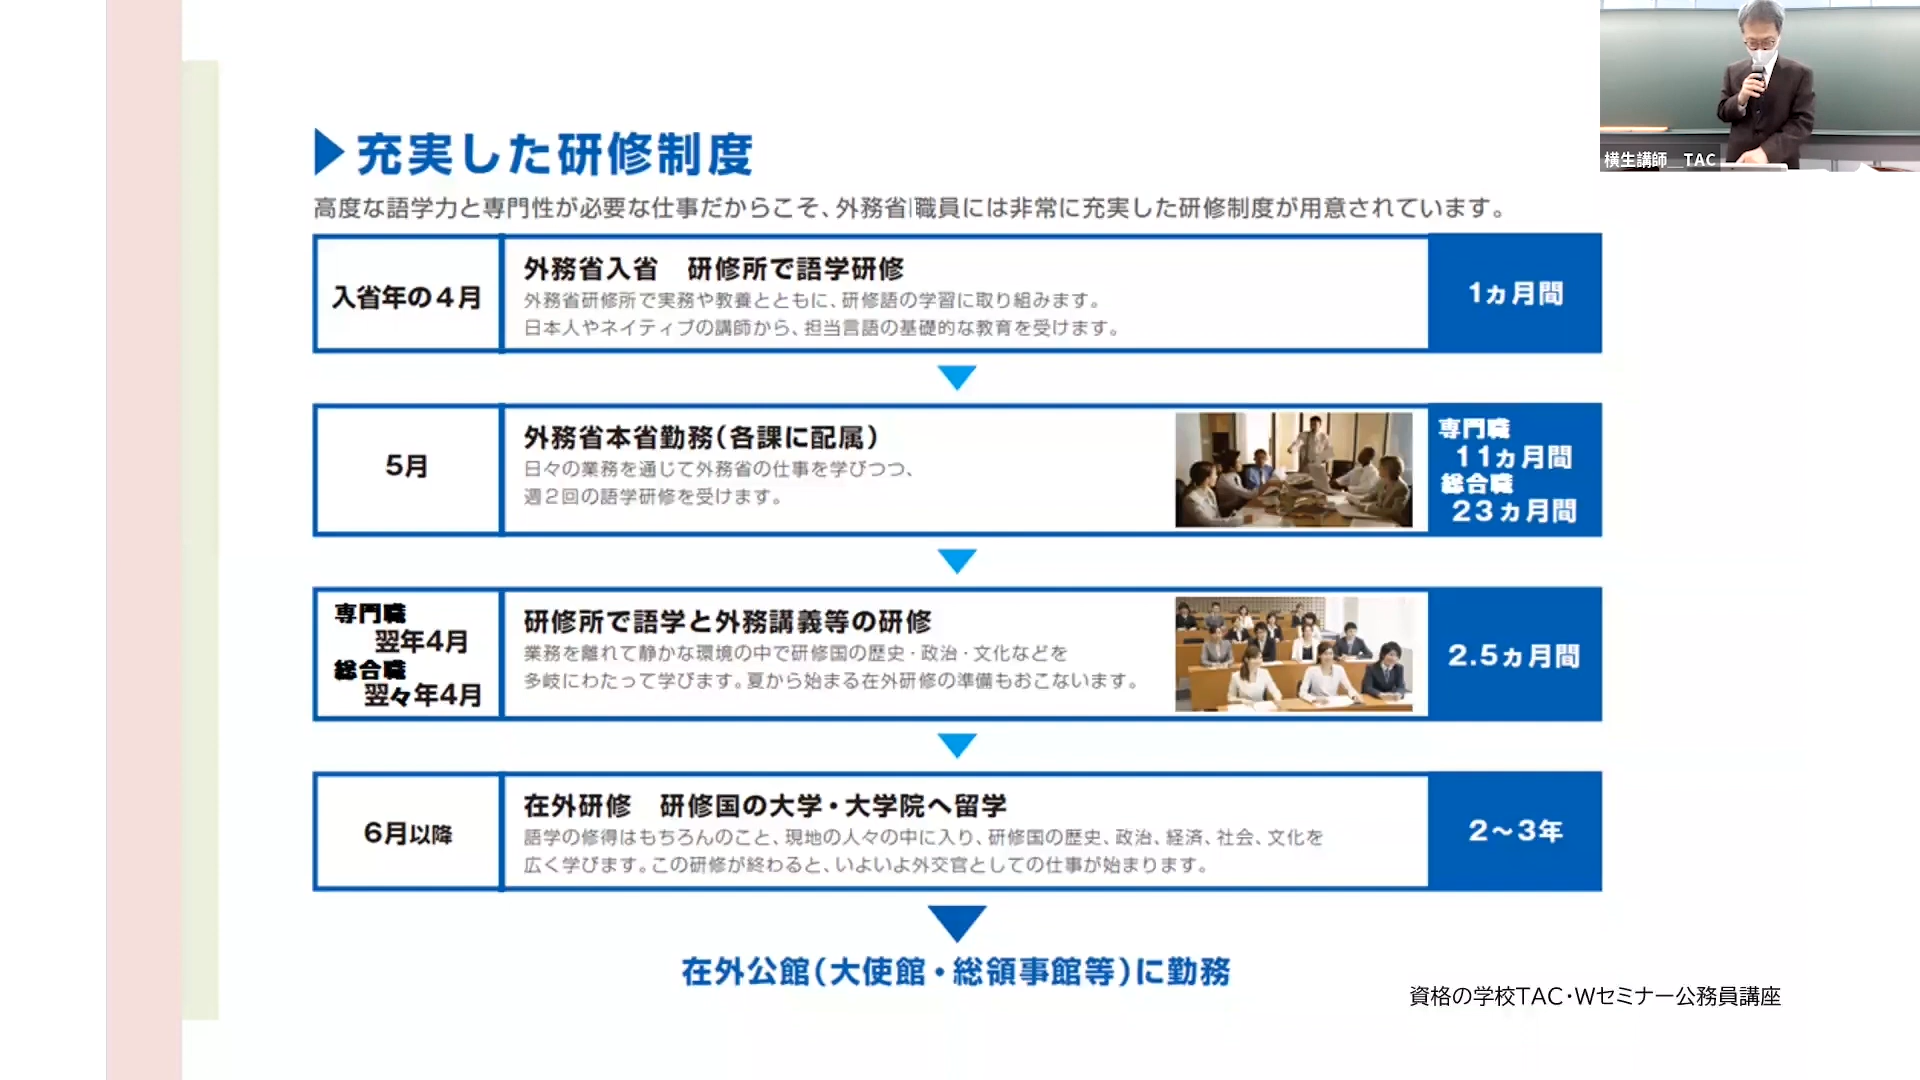 横生講師__TAC
充実した研修制度
高度な語学力と専門性が必要な仕事だからこそ、外務省職員には非常に充実した研修制度が用意されています。
入省年の4月
外務省入省　研修所で語学研修
外務省研修所で実務や教養とともに、研修語の学習に取り組みます。
日本人やネイティブの講師から、担当言語の基礎的な教育を受けます。
1ヵ月間
5月
外務省本省勤務(各課に配属)
日々の業務を通じて外務省の仕事を学びつつ、
週2回の語学研修を受けます。
専門職
11ヵ月間
総合職
23ヵ月間
専門職
翌年4月
総合職
翌々年4月
研修所で語学と外務講義等の研修
業務を離れて静かな環境の中で研修国の歴史・政治・文化などを
多岐にわたって学びます。夏から始まる在外研修の準備もおこないます。
2.5ヵ月間
6月以降
在外研修　研修国の大学・大学院へ留学
語学の修得はもちろんのこと、現地の人々の中に入り、研修国の歴史、政治、経済、社会、文化を
広く学びます。この研修が終わると、いよいよ外交官としての仕事が始まります。
2～3年
在外公館(大使館・総領事館等)に勤務
資格の学校TAC・Wセミナー公務員講座